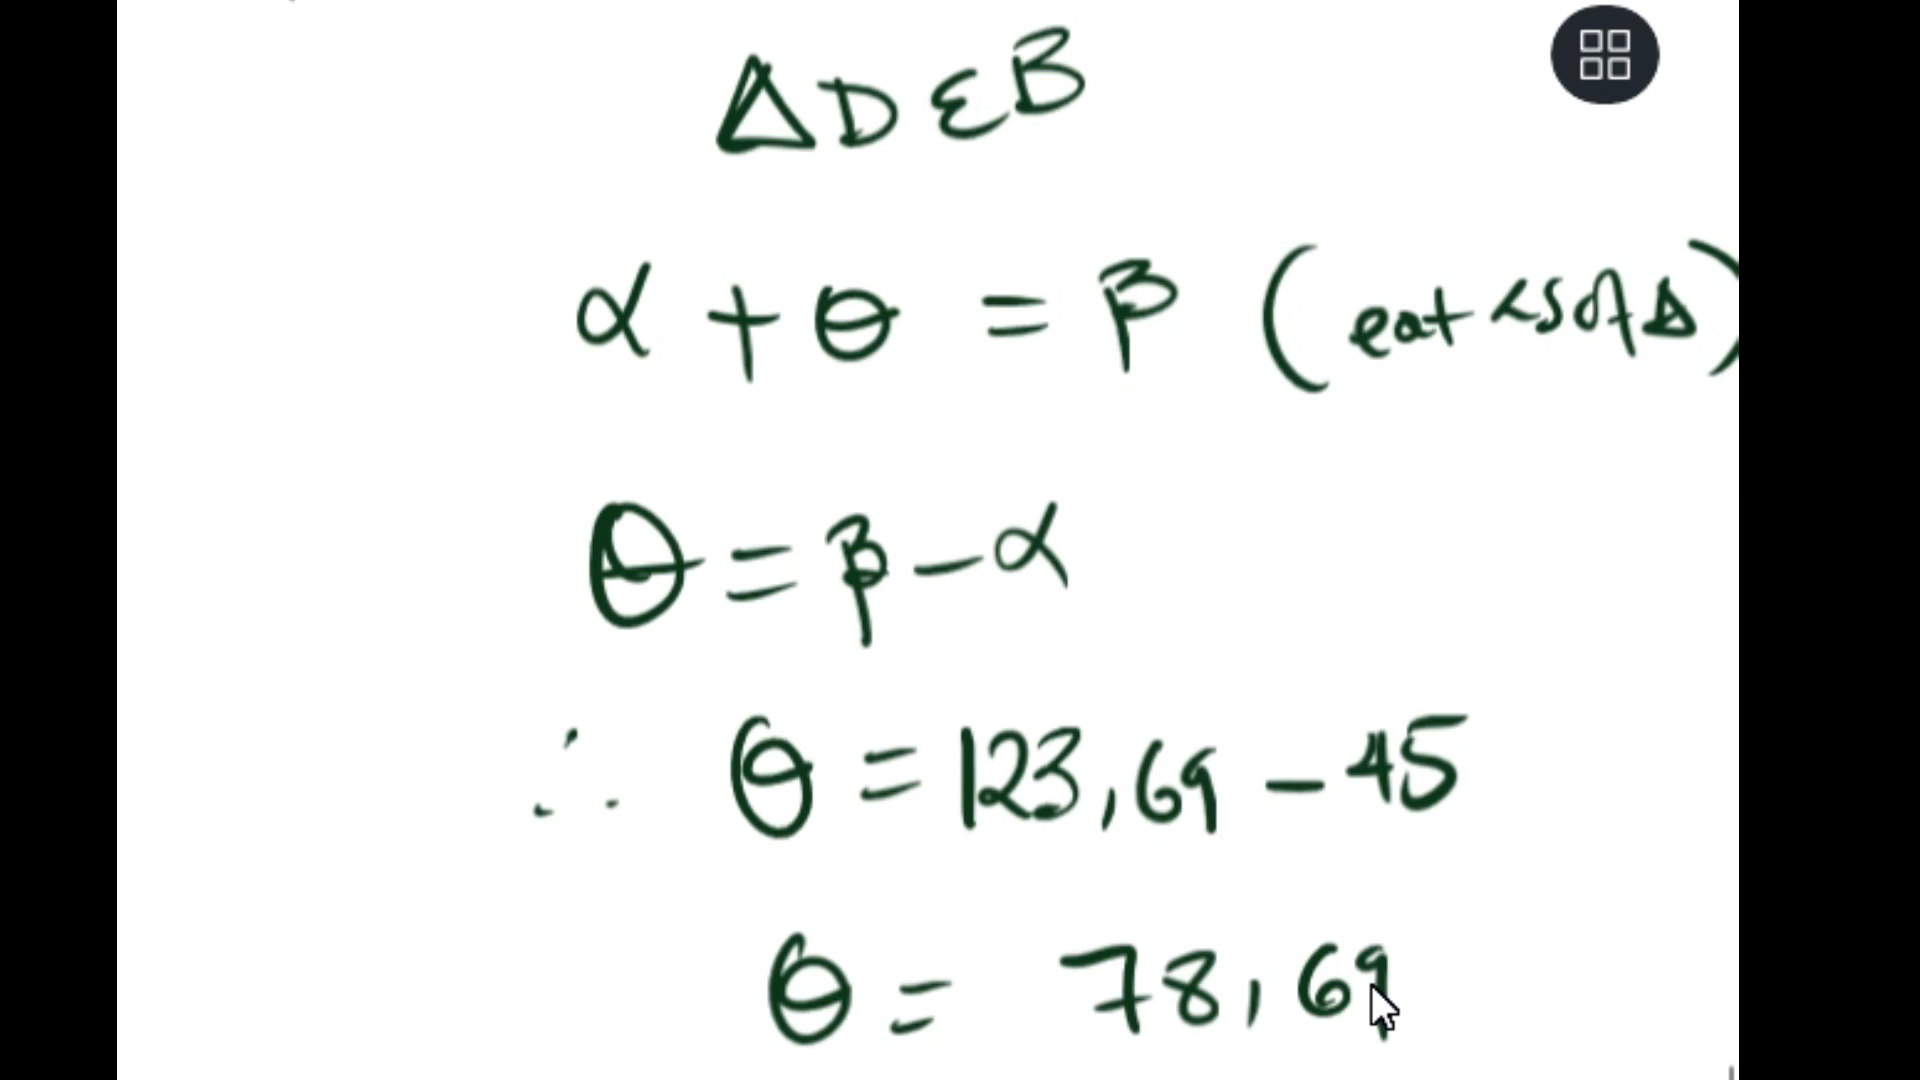 ΔDEB
α + θ = β (ext <s of Δ)
θ = β - α
∴ θ = 123,69 - 45
θ = 78,69